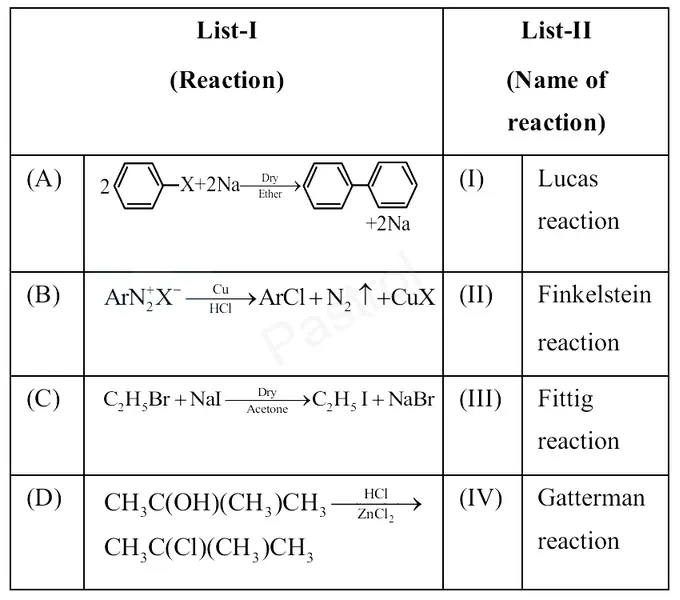 List-I
(Reaction)
List-II
(Name of
reaction)
(A)
2 X+2Na Dry Ether
+2Na
(I)
Lucas
reaction
(B)
ArN₂⁺X⁻ Cu HCl → ArCl + N₂ ↑ +CuX
(II)
Finkelstein
reaction
(C)
C₂H₅Br + NaI Dry Acetone → C₂H₅ I + NaBr
(III)
Fittig
reaction
(D)
CH₃C(OH)(CH₃)CH₃ HCl ZnCl₂ →
CH₃C(Cl)(CH₃)CH₃
(IV)
Gatterman
reaction